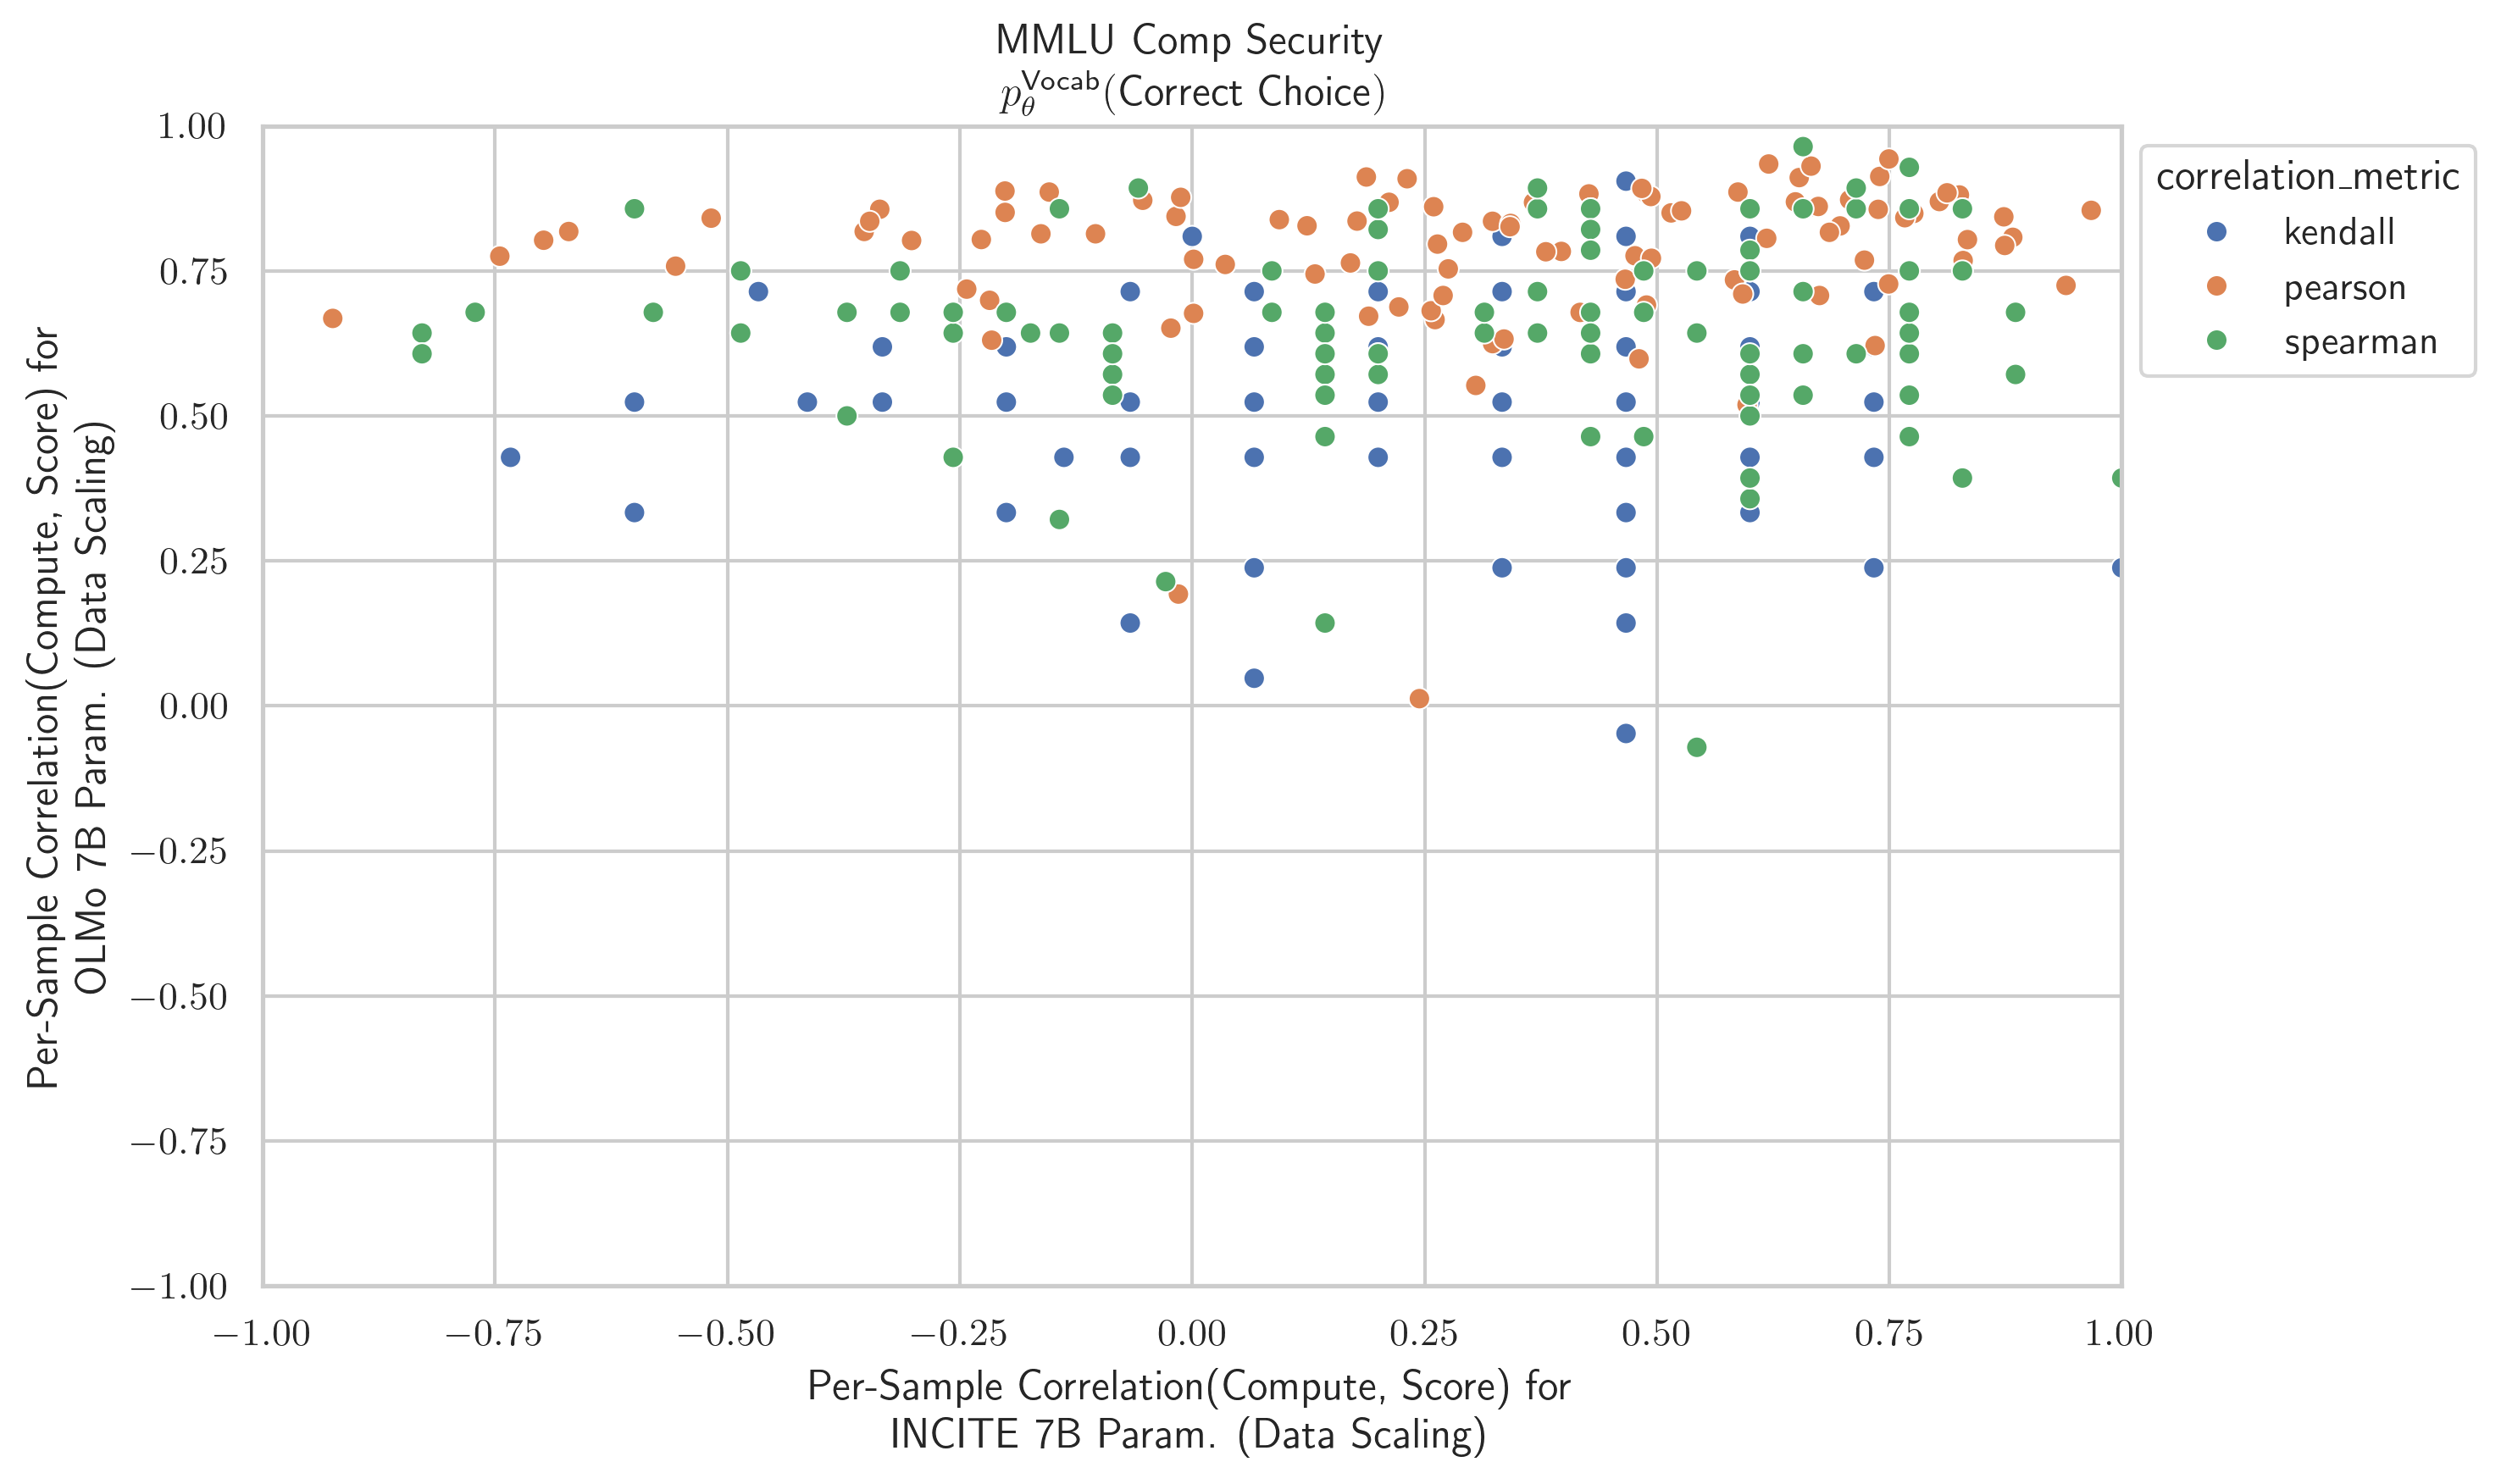 MMLU Comp Security
p_θ^Vocab(Correct Choice)
1.00
0.75
0.50
0.25
0.00
−0.25
−0.50
−0.75
−1.00
Per-Sample Correlation(Compute, Score) for
OLMo 7B Param. (Data Scaling)
correlation_metric
kendall
pearson
spearman
−1.00 −0.75 −0.50 −0.25 0.00 0.25 0.50 0.75 1.00
Per-Sample Correlation(Compute, Score) for
INCITE 7B Param. (Data Scaling)